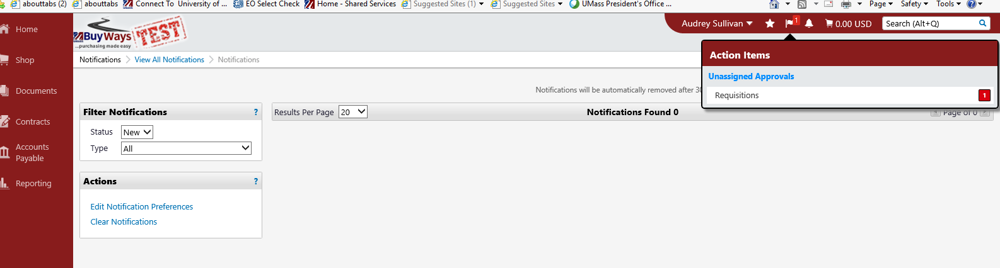 abouttabs (2) abouttabs Connect To University of ... EO Select Check Home - Shared Services Suggested Sites (1) Suggested Sites UMass President's Office ... Page Safety Tools
Home
Shop
Documents
Contracts
Accounts
Payable
Reporting
UMASS BuyWays
...purchasing made easy
TEST
Audrey Sullivan 1 0.00 USD Search (Alt+Q)
Notifications View All Notifications Notifications
Action Items
Unassigned Approvals
Requisitions 1
Notifications will be automatically removed after 30
Filter Notifications ?
Status New
Type All
Results Per Page 20 Notifications Found 0 Page of 0
Actions ?
Edit Notification Preferences
Clear Notifications